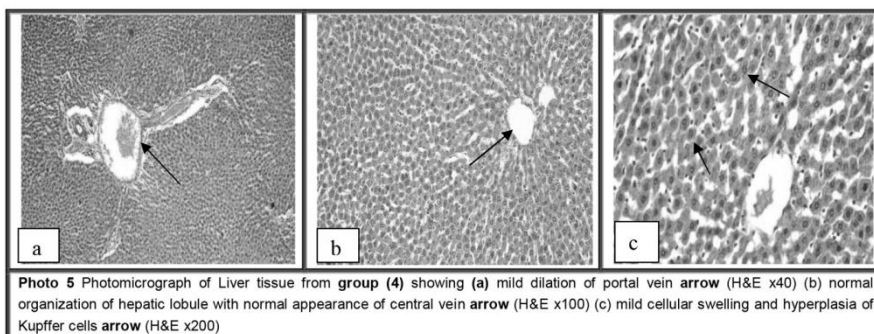 a
b
c
Photo 5 Photomicrograph of Liver tissue from group (4) showing (a) mild dilation of portal vein arrow (H&E x40) (b) normal
organization of hepatic lobule with normal appearance of central vein arrow (H&E x100) (c) mild cellular swelling and hyperplasia of
Kupffer cells arrow (H&E x200)